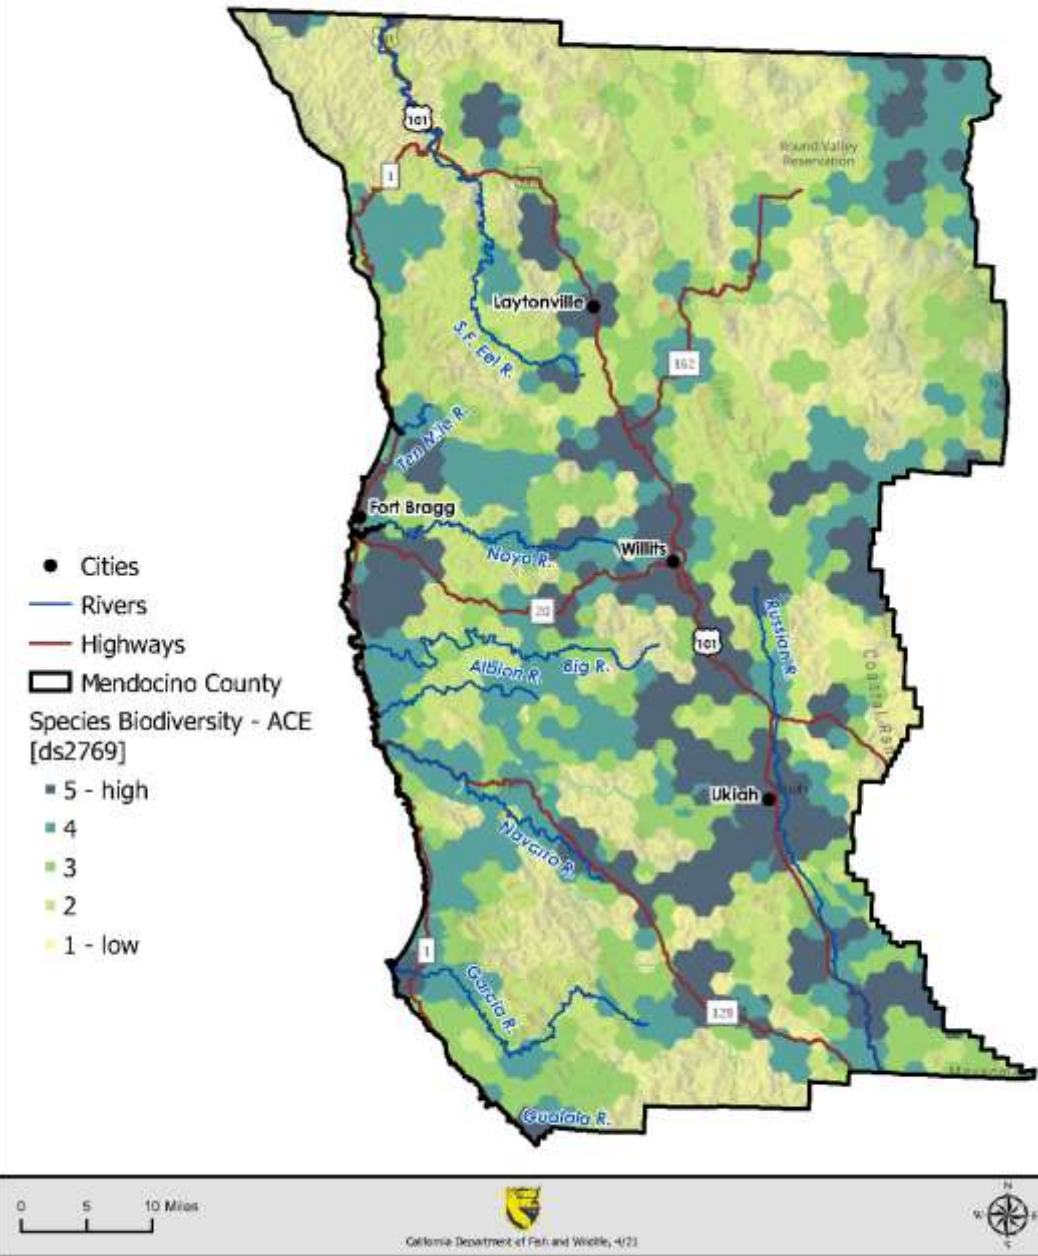 101
1
Round Valley
Reservation
Laytonville
S.F. Eel R.
162
Ten Mile R.
Fort Bragg
Noyo R.
Willits
20
Russian R.
101
Albion R.
Big R.
Ukiah
Navarro R.
1
Garcia R.
128
Gualala R.
Cities
Rivers
Highways
Mendocino County
Species Biodiversity - ACE
[ds2769]
5 - high
4
3
2
1 - low
0 5 10 Miles
California Department of Fish and Wildlife, 4/21
N
W
E
S